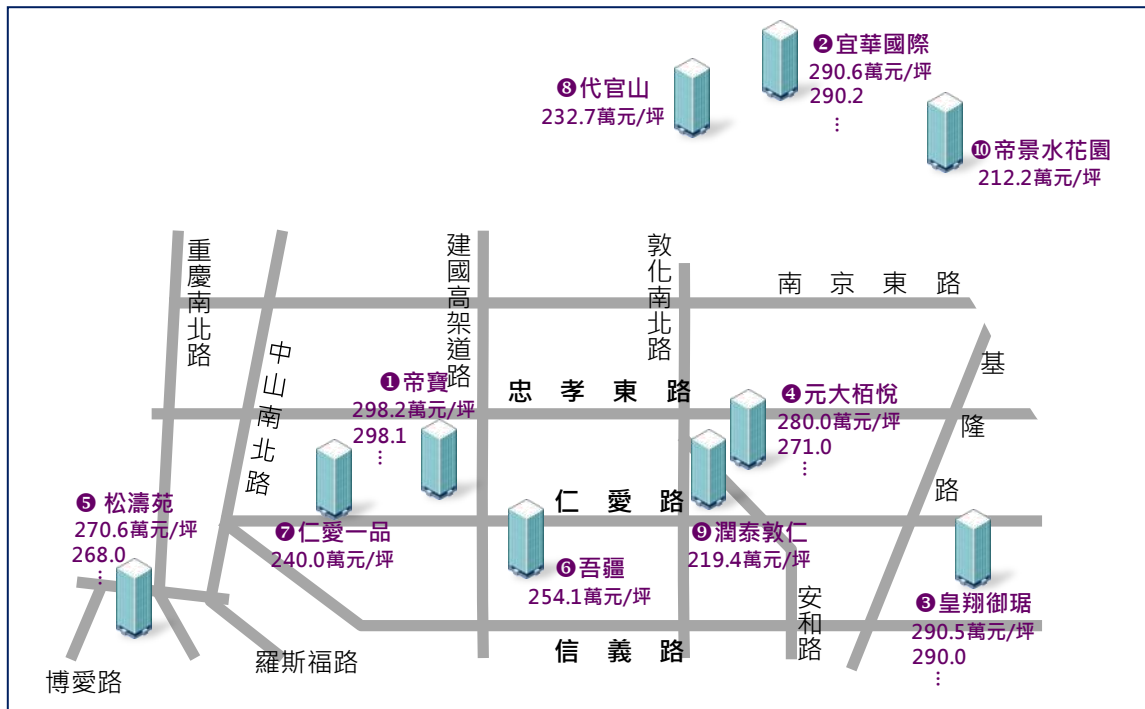 ❷宜華國際
290.6萬元/坪
290.2
⋮
❽代官山
232.7萬元/坪
❿帝景水花園
212.2萬元/坪
重慶南北路
中山南北路
建國高架道路
敦化南北路
南京東路
基隆路
❶帝寶
298.2萬元/坪
298.1
⋮
忠孝東路
❹元大栢悅
280.0萬元/坪
271.0
⋮
❺ 松濤苑
270.6萬元/坪
268.0
⋮
❼仁愛一品
240.0萬元/坪
仁愛路
❾潤泰敦仁
219.4萬元/坪
❻吾疆
254.1萬元/坪
安和路
❸皇翔御琚
290.5萬元/坪
290.0
⋮
信義路
羅斯福路
博愛路